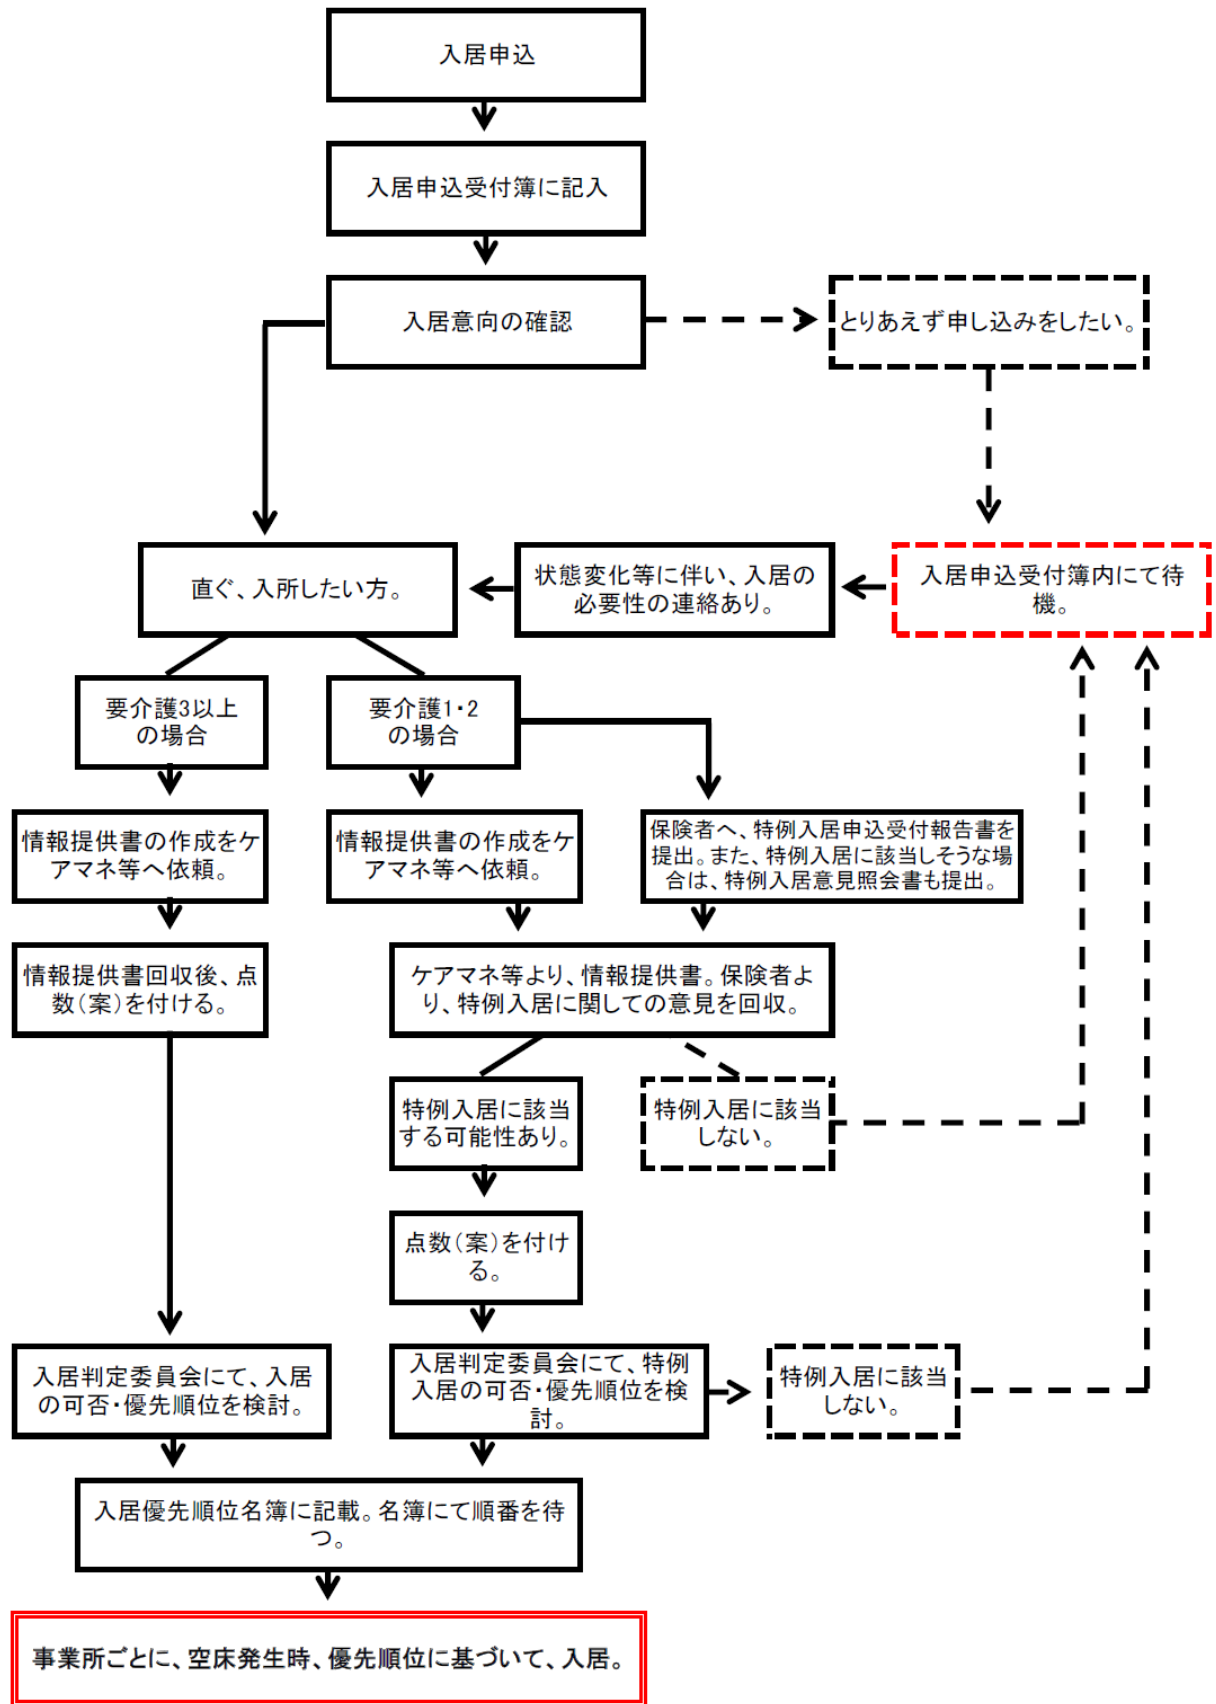 入居申込
入居申込受付簿に記入
入居意向の確認
とりあえず申し込みをしたい。
直ぐ、入所したい方。
状態変化等に伴い、入居の
必要性の連絡あり。
入居申込受付簿内にて待
機。
要介護3以上
の場合
要介護1・2
の場合
情報提供書の作成をケ
アマネ等へ依頼。
情報提供書の作成をケ
アマネ等へ依頼。
保険者へ、特例入居申込受付報告書を
提出。また、特例入居に該当しそうな場
合は、特例入居意見照会書も提出。
情報提供書回収後、点
数(案)を付ける。
ケアマネ等より、情報提供書。保険者よ
り、特例入居に関しての意見を回収。
特例入居に該当
する可能性あり。
特例入居に該当
しない。
点数(案)を付け
る。
入居判定委員会にて、入居
の可否・優先順位を検討。
入居判定委員会にて、特例
入居の可否・優先順位を検
討。
特例入居に該当
しない。
入居優先順位名簿に記載。名簿にて順番を待
つ。
事業所ごとに、空床発生時、優先順位に基づいて、入居。